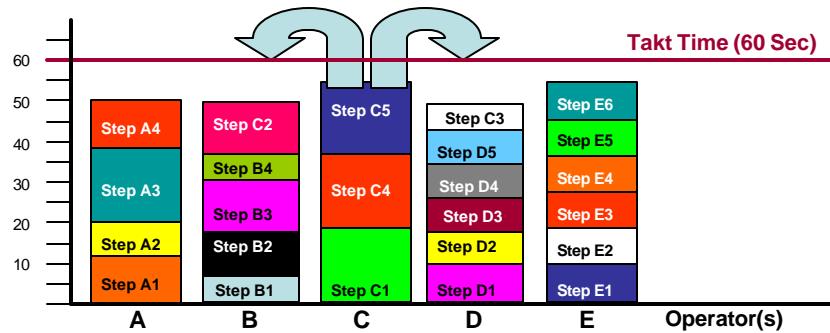 Takt Time (60 Sec)
60
50
40
30
20
10
Step A4
Step A3
Step A2
Step A1
Step C2
Step B4
Step B3
Step B2
Step B1
Step C5
Step C4
Step C1
Step C3
Step D5
Step D4
Step D3
Step D2
Step D1
Step E6
Step E5
Step E4
Step E3
Step E2
Step E1
A B C D E Operator(s)